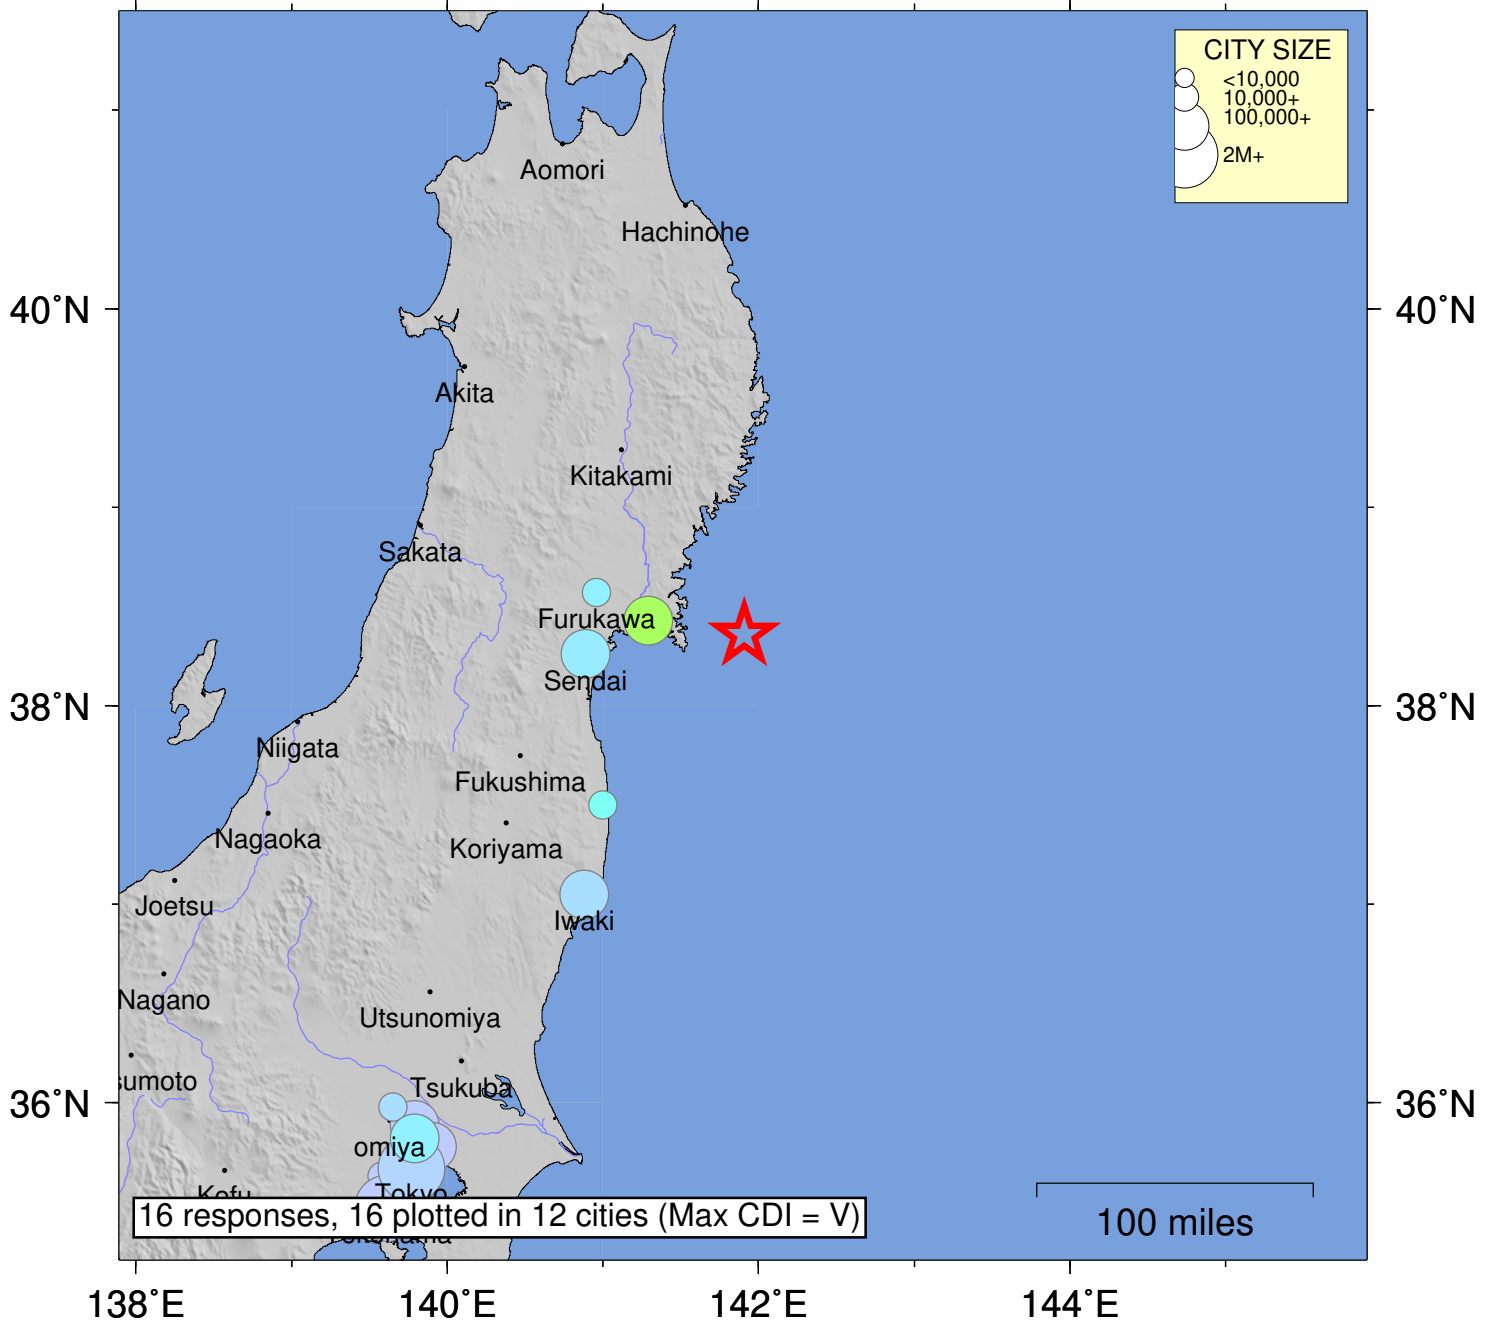 CITY SIZE
<10,000
10,000+
100,000+
2M+
Aomori
Hachinohe
40°N
40°N
Akita
Kitakami
Sakata
Furukawa
Sendai
38°N
38°N
Niigata
Fukushima
Nagaoka
Koriyama
Joetsu
Iwaki
Nagano
Utsunomiya
sumoto
Tsukuba
36°N
36°N
omiya
Kofu
Tokyo
16 responses, 16 plotted in 12 cities (Max CDI = V)
100 miles
138°E
140°E
142°E
144°E